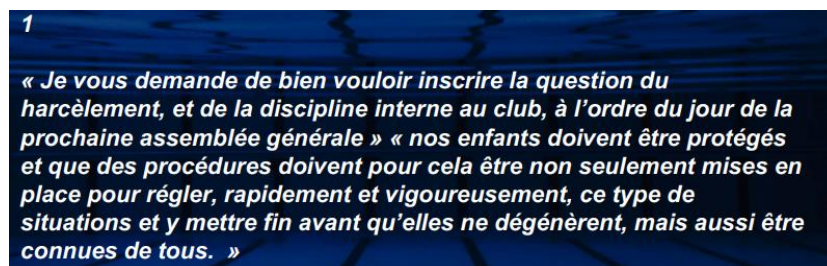 1
« Je vous demande de bien vouloir inscrire la question du
harcèlement, et de la discipline interne au club, à l’ordre du jour de la
prochaine assemblée générale » « nos enfants doivent être protégés
et que des procédures doivent pour cela être non seulement mises en
place pour régler, rapidement et vigoureusement, ce type de
situations et y mettre fin avant qu’elles ne dégénèrent, mais aussi être
connues de tous. »